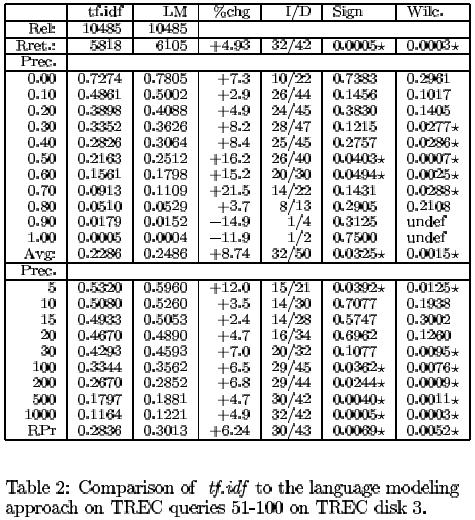 tf.idf LM %chg I/D Sign Wilc.
Rel: 10485 10485
Rret.: 5818 6105 +4.93 32/42 0.0005⋆ 0.0003⋆
Prec.
0.00 0.7274 0.7805 +7.3 10/22 0.7383 0.2961
0.10 0.4861 0.5002 +2.9 26/44 0.1456 0.1017
0.20 0.3898 0.4088 +4.9 24/45 0.3830 0.1405
0.30 0.3352 0.3626 +8.2 28/47 0.1215 0.0277⋆
0.40 0.2826 0.3064 +8.4 25/45 0.2757 0.0286⋆
0.50 0.2163 0.2512 +16.2 26/40 0.0403⋆ 0.0007⋆
0.60 0.1561 0.1798 +15.2 20/30 0.0494⋆ 0.0025⋆
0.70 0.0913 0.1109 +21.5 14/22 0.1431 0.0288⋆
0.80 0.0510 0.0529 +3.7 8/13 0.2905 0.2108
0.90 0.0179 0.0152 −14.9 1/4 0.3125 undef
1.00 0.0005 0.0004 −11.9 1/2 0.7500 undef
Avg: 0.2286 0.2486 +8.74 32/50 0.0325⋆ 0.0015⋆
Prec.
5 0.5320 0.5960 +12.0 15/21 0.0392⋆ 0.0125⋆
10 0.5080 0.5260 +3.5 14/30 0.7077 0.1938
15 0.4933 0.5053 +2.4 14/28 0.5747 0.3002
20 0.4670 0.4890 +4.7 16/34 0.6962 0.1260
30 0.4293 0.4593 +7.0 20/32 0.1077 0.0095⋆
100 0.3344 0.3562 +6.5 29/45 0.0362⋆ 0.0076⋆
200 0.2670 0.2852 +6.8 29/44 0.0244⋆ 0.0009⋆
500 0.1797 0.1881 +4.7 30/42 0.0040⋆ 0.0011⋆
1000 0.1164 0.1221 +4.9 32/42 0.0005⋆ 0.0003⋆
RPr 0.2836 0.3013 +6.24 30/43 0.0069⋆ 0.0052⋆
Table 2: Comparison of tf.idf to the language modeling
approach on TREC queries 51-100 on TREC disk 3.